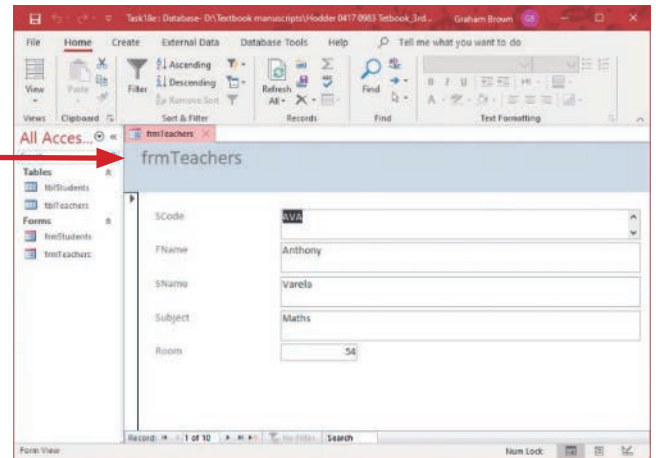 Task18e : Database- D:\Textbook manuscripts\Hodder 0417 0983 Tetbook_3rd... Graham Brown GB
File Home Create External Data Database Tools Help Tell me what you want to do
View Paste Filter Ascending Descending Remove Sort Refresh All Find
Views Clipboard Sort & Filter Records Find Text Formatting
All Acces...
frmTeachers
Tables
tblStudents
tblTeachers
Forms
frmStudents
frmTeachers
frmTeachers
SCode AVA
FName Anthony
SName Varela
Subject Maths
Room 54
Record: 1 of 10 No Filter Search
Form View Num Lock